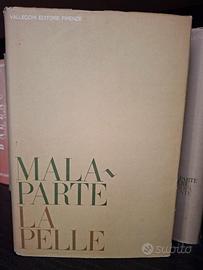 VALLECCHI EDITORE FIRENZE
MALA-
PARTE
LA
PELLE
subito